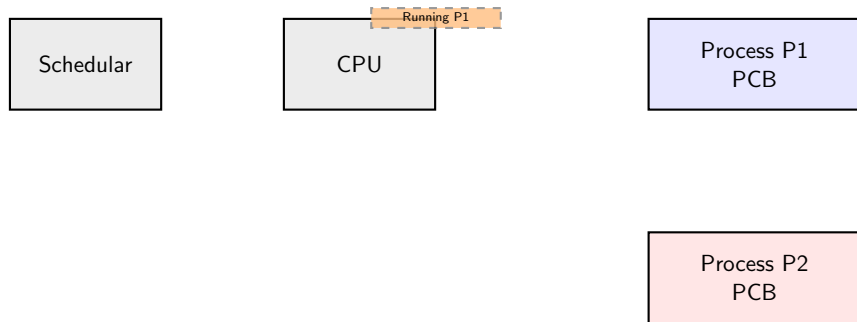 Running P1
Schedular
CPU
Process P1
PCB
Process P2
PCB